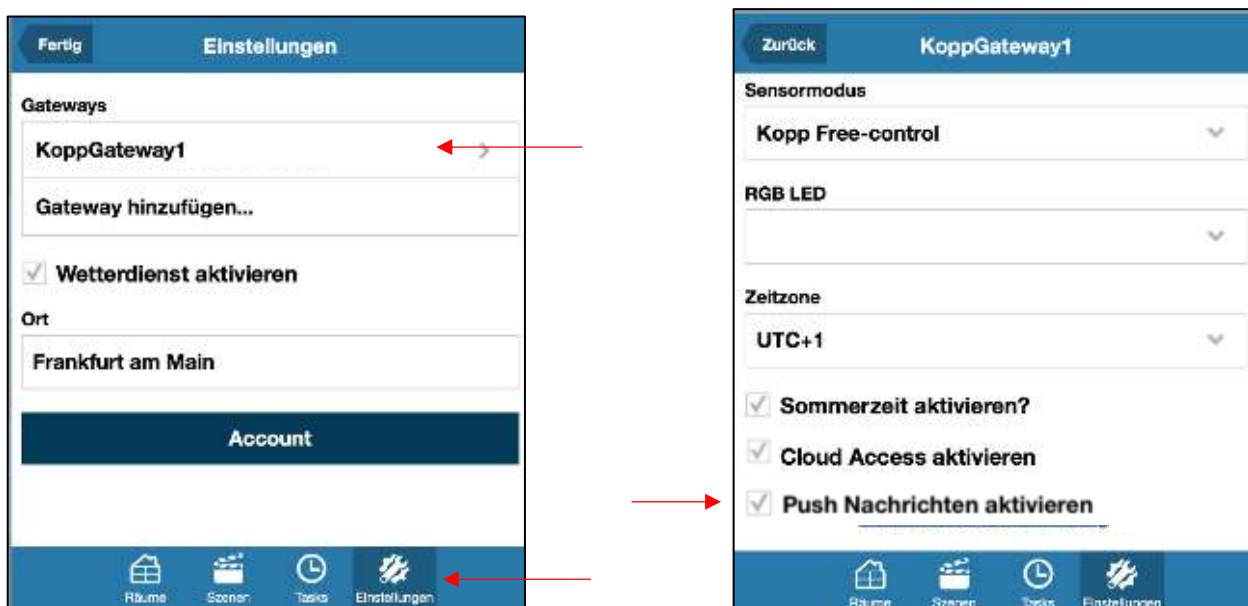 Fertig
Einstellungen
Gateways
KoppGateway1
Gateway hinzufügen...
Wetterdienst aktivieren
Ort
Frankfurt am Main
Account
Räume
Szenen
Tasks
Einstellungen
Zurück
KoppGateway1
Sensormodus
Kopp Free-control
RGB LED
Zeitzone
UTC+1
Sommerzeit aktivieren?
Cloud Access aktivieren
Push Nachrichten aktivieren
Räume
Szenen
Tasks
Einstellungen